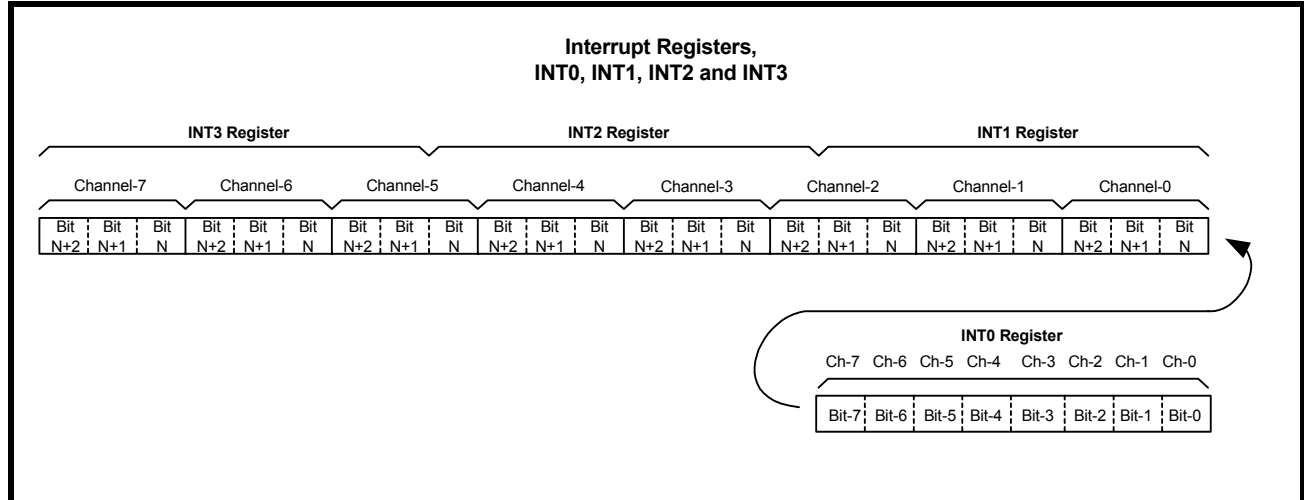 Interrupt Registers,
INT0, INT1, INT2 and INT3
INT3 Register INT2 Register INT1 Register
Channel-7 Channel-6 Channel-5 Channel-4 Channel-3 Channel-2 Channel-1 Channel-0
Bit Bit Bit Bit Bit Bit Bit Bit Bit Bit Bit Bit Bit Bit Bit Bit Bit Bit Bit Bit Bit Bit Bit Bit
N+2 N+1 N N+2 N+1 N N+2 N+1 N N+2 N+1 N N+2 N+1 N N+2 N+1 N N+2 N+1 N N+2 N+1 N
INT0 Register
Ch-7 Ch-6 Ch-5 Ch-4 Ch-3 Ch-2 Ch-1 Ch-0
Bit-7 Bit-6 Bit-5 Bit-4 Bit-3 Bit-2 Bit-1 Bit-0